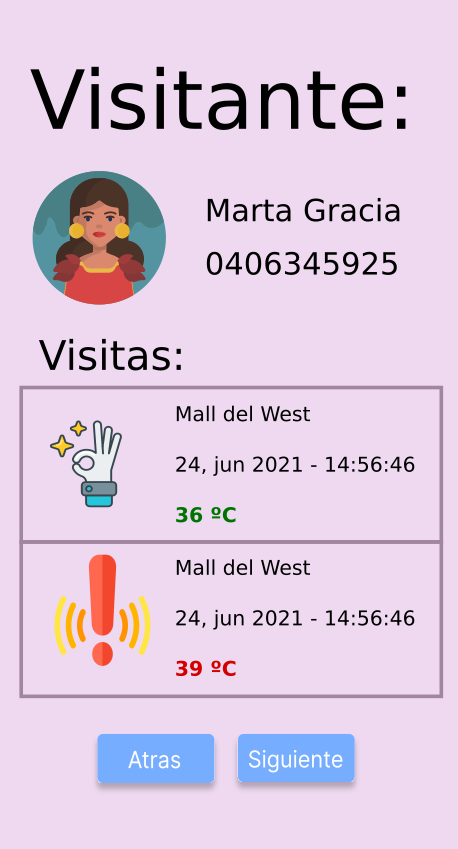 Visitante:
Marta Gracia
0406345925
Visitas:
Mall del West
24, jun 2021 - 14:56:46
36 ºC
Mall del West
24, jun 2021 - 14:56:46
39 ºC
Atras
Siguiente